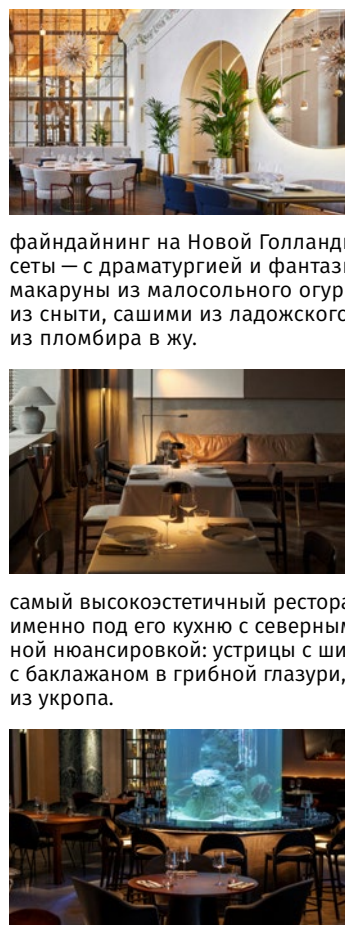 файндайнинг на Новой Голланд
сеты — с драматургией и фантаз
макаруны из малосольного огур
из сныти, сашими из ладожского
из пломбира в жу.
самый высокоэстетичный рестора
именно под его кухню с северным
ной нюансировкой: устрицы с ши
с баклажаном в грибной глазури,
из укропа.